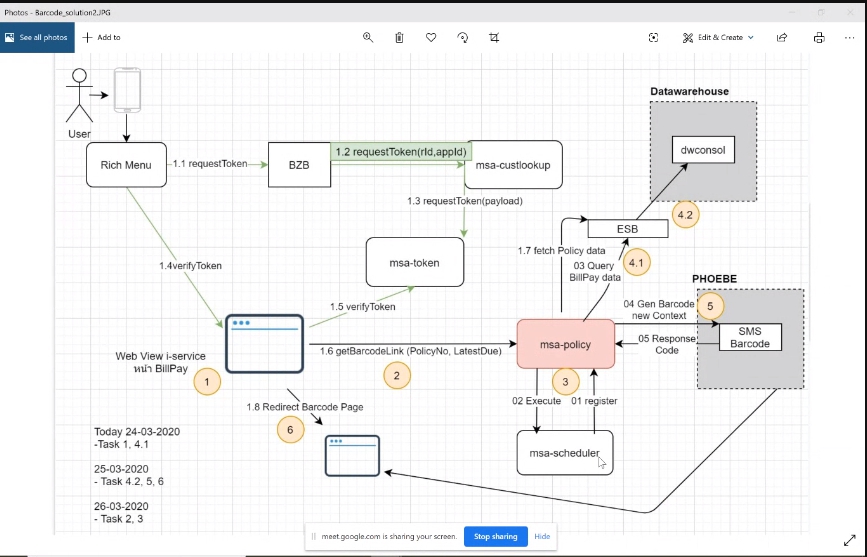 Photos - Barcode_solution2.JPG
See all photos
Add to
Edit & Create
User
Rich Menu
1.1 requestToken
BZB
1.2 requestToken(rId,appId)
msa-custlookup
1.3 requestToken(payload)
msa-token
1.4verifyToken
1.5 verifyToken
Datawarehouse
dwconsol
4.2
ESB
4.1
1.7 fetch Policy data
03 Query
BillPay data
PHOEBE
5
04 Gen Barcode
new Context
SMS
Barcode
05 Response
Code
msa-policy
1.6 getBarcodeLink (PolicyNo, LatestDue)
Web View i-service
หน้า BillPay
1
2
3
02 Execute
01 register
1.8 Redirect Barcode Page
6
msa-scheduler
Today 24-03-2020
-Task 1, 4.1
25-03-2020
- Task 4.2, 5, 6
26-03-2020
- Task 2, 3
meet.google.com is sharing your screen.
Stop sharing
Hide